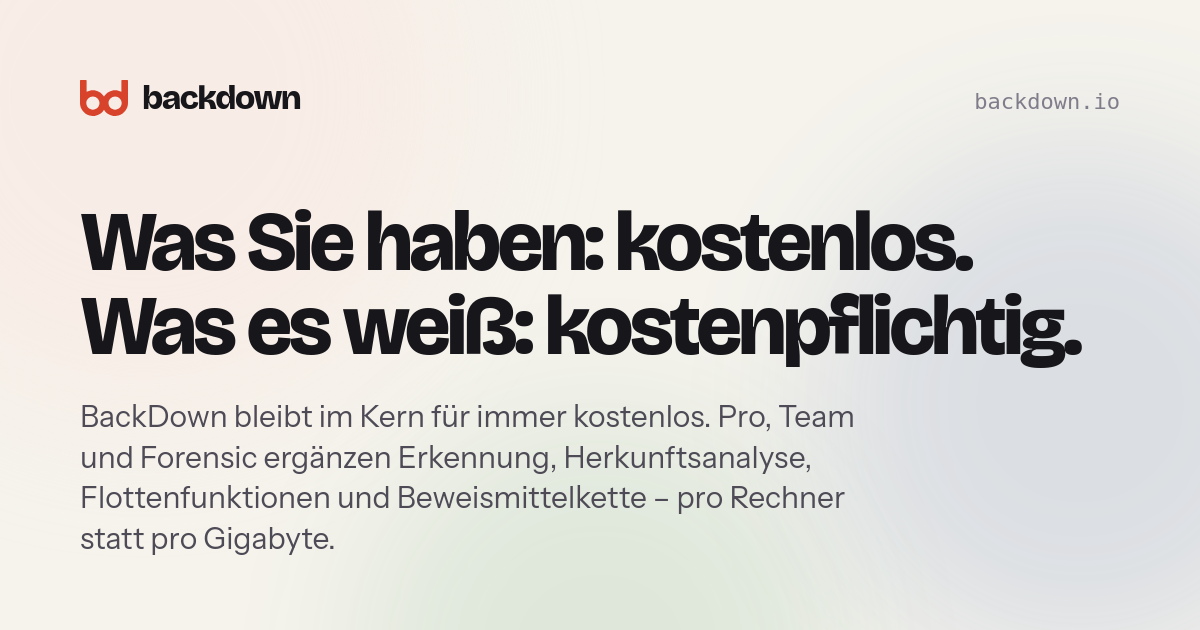 bd backdown
backdown.io
Was Sie haben: kostenlos.
Was es weiß: kostenpflichtig.
BackDown bleibt im Kern für immer kostenlos. Pro, Team
und Forensic ergänzen Erkennung, Herkunftsanalyse,
Flottenfunktionen und Beweismittelkette – pro Rechner
statt pro Gigabyte.